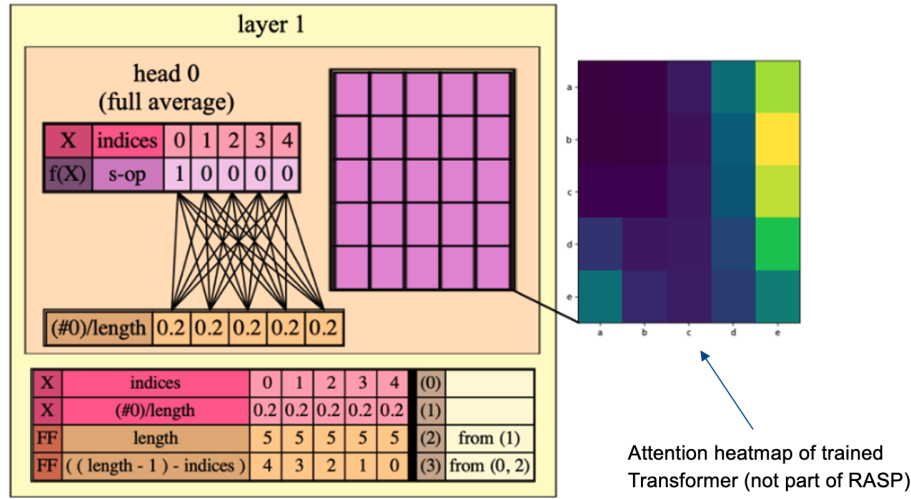 layer 1
head 0
(full average)
X indices 0 1 2 3 4
f(X) s-op 1 0 0 0 0
(#0)/length 0.2 0.2 0.2 0.2 0.2
X indices 0 1 2 3 4 (0)
X (#0)/length 0.2 0.2 0.2 0.2 0.2 (1)
FF length 5 5 5 5 5 (2) from (1)
FF ( ( length - 1 ) - indices ) 4 3 2 1 0 (3) from (0, 2)
a
b
c
d
e
a b c d e
Attention heatmap of trained
Transformer (not part of RASP)